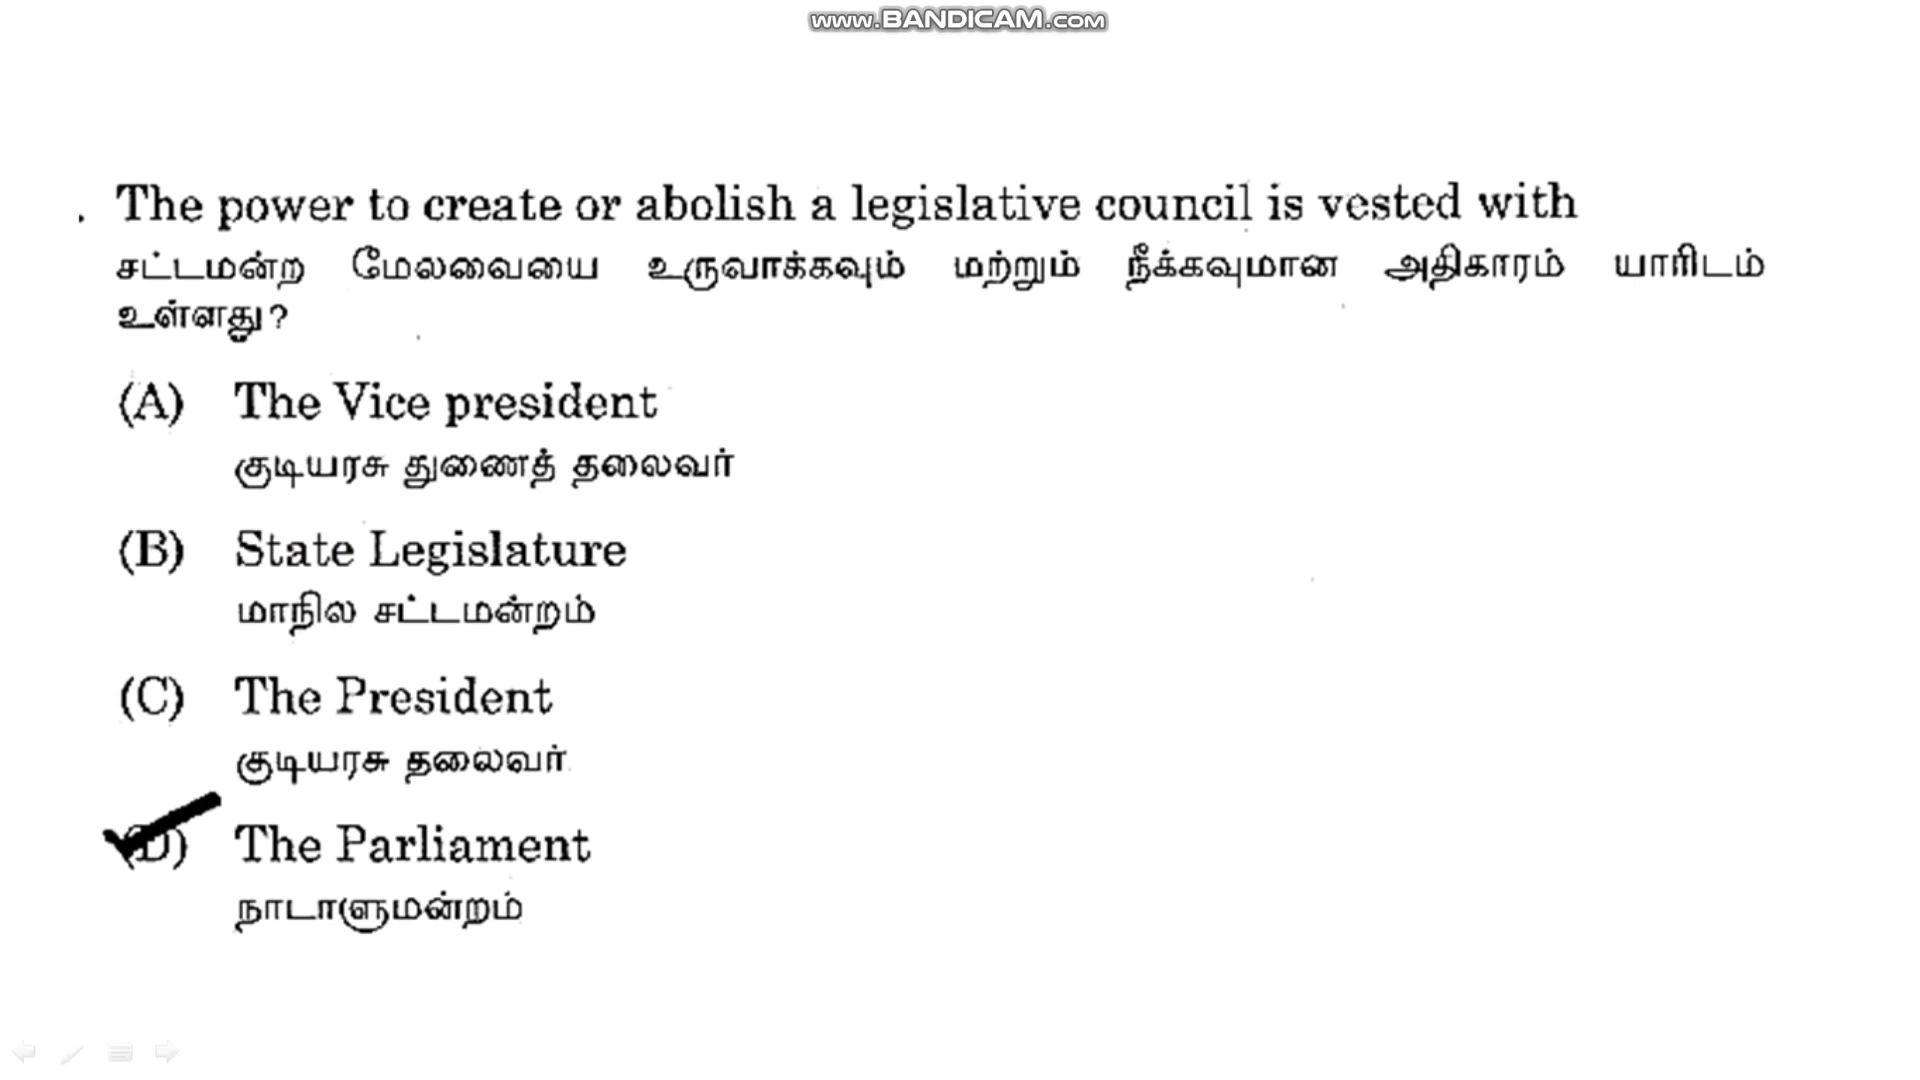 www.BANDICAM.com
. The power to create or abolish a legislative council is vested with
சட்டமன்ற மேலவையை உருவாக்கவும் மற்றும் நீக்கவுமான அதிகாரம் யாரிடம்
உள்ளது?
(A) The Vice president
குடியரசு துணைத் தலைவர்
(B) State Legislature
மாநில சட்டமன்றம்
(C) The President
குடியரசு தலைவர்
(D) The Parliament
நாடாளுமன்றம்